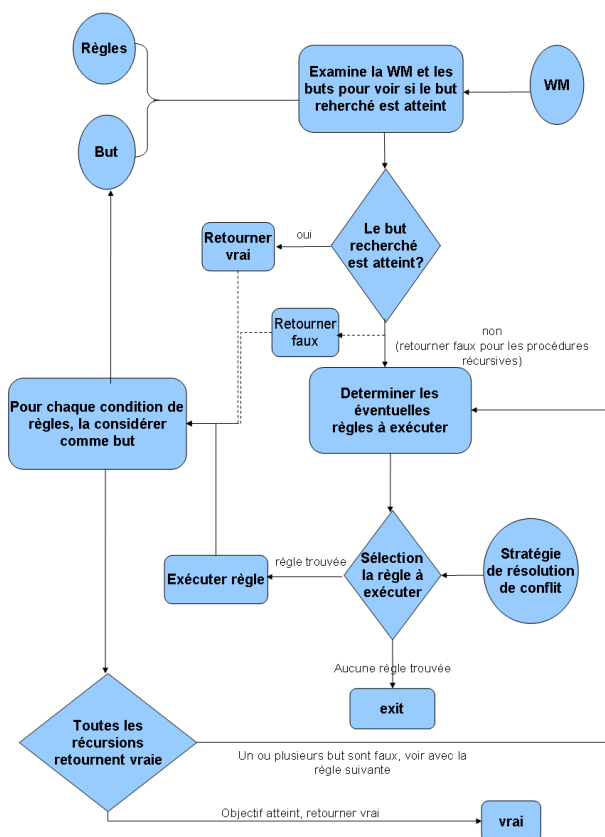 Règles
Examine la WM et les
buts pour voir si le but
reherché est atteint
WM
But
Le but
recherché
est atteint?
oui
Retourner
vrai
Retourner
faux
non
(retourner faux pour les procédures
récursives)
Pour chaque condition de
règles, la considérer
comme but
Determiner les
éventuelles
règles à exécuter
Sélection
la règle à
exécuter
Stratégie
de résolution
de conflit
règle trouvée
Exécuter règle
Aucune règle trouvée
exit
Toutes les
récursions
retournent vraie
Un ou plusieurs but sont faux, voir avec la
règle suivante
Objectif atteint, retourner vrai
vrai